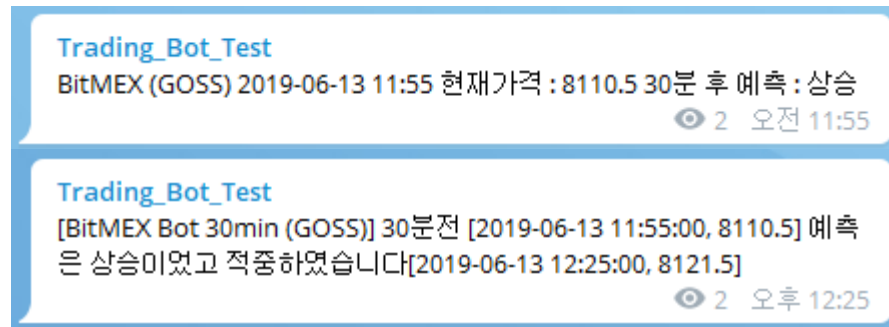 Trading_Bot_Test
BitMEX (GOSS) 2019-06-13 11:55 현재가격 : 8110.5 30분 후 예측 : 상승
2 오전 11:55
Trading_Bot_Test
[BitMEX Bot 30min (GOSS)] 30분전 [2019-06-13 11:55:00, 8110.5] 예측
은 상승이었고 적중하였습니다[2019-06-13 12:25:00, 8121.5]
2 오후 12:25